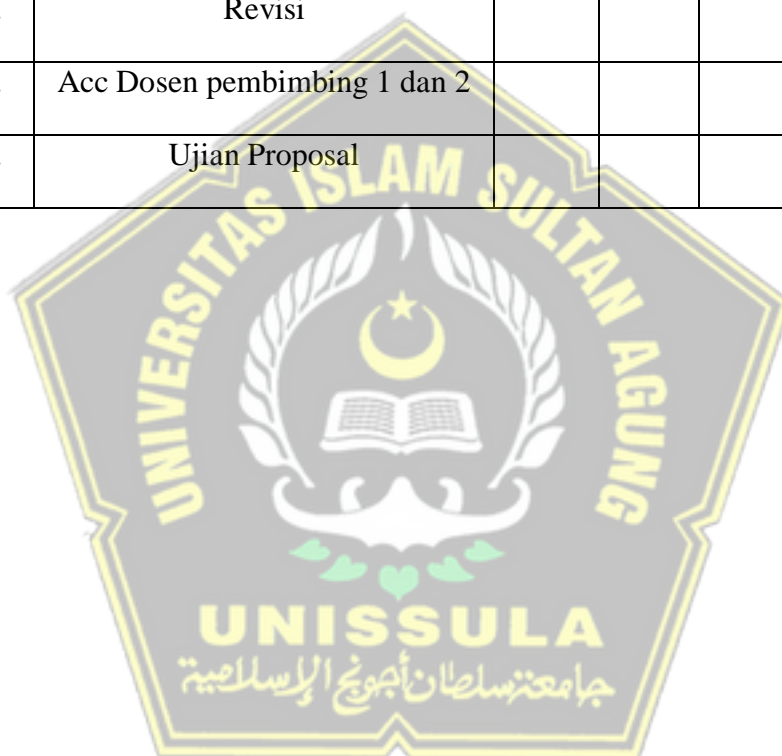 Revisi
Acc Dosen pembimbing 1 dan 2
Ujian Proposal
UNIVERSITAS ISLAM SULTAN AGUNG
UNISSULA
جامعة سلطان أجونج الإسلامية